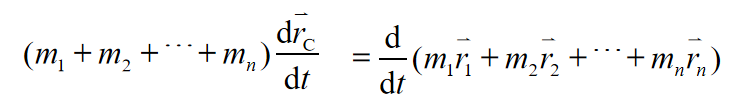 (m₁ + m₂ + ⋯ + mₙ) dr⃗_C/dt = d/dt (m₁r⃗₁ + m₂r⃗₂ + ⋯ + mₙr⃗ₙ)